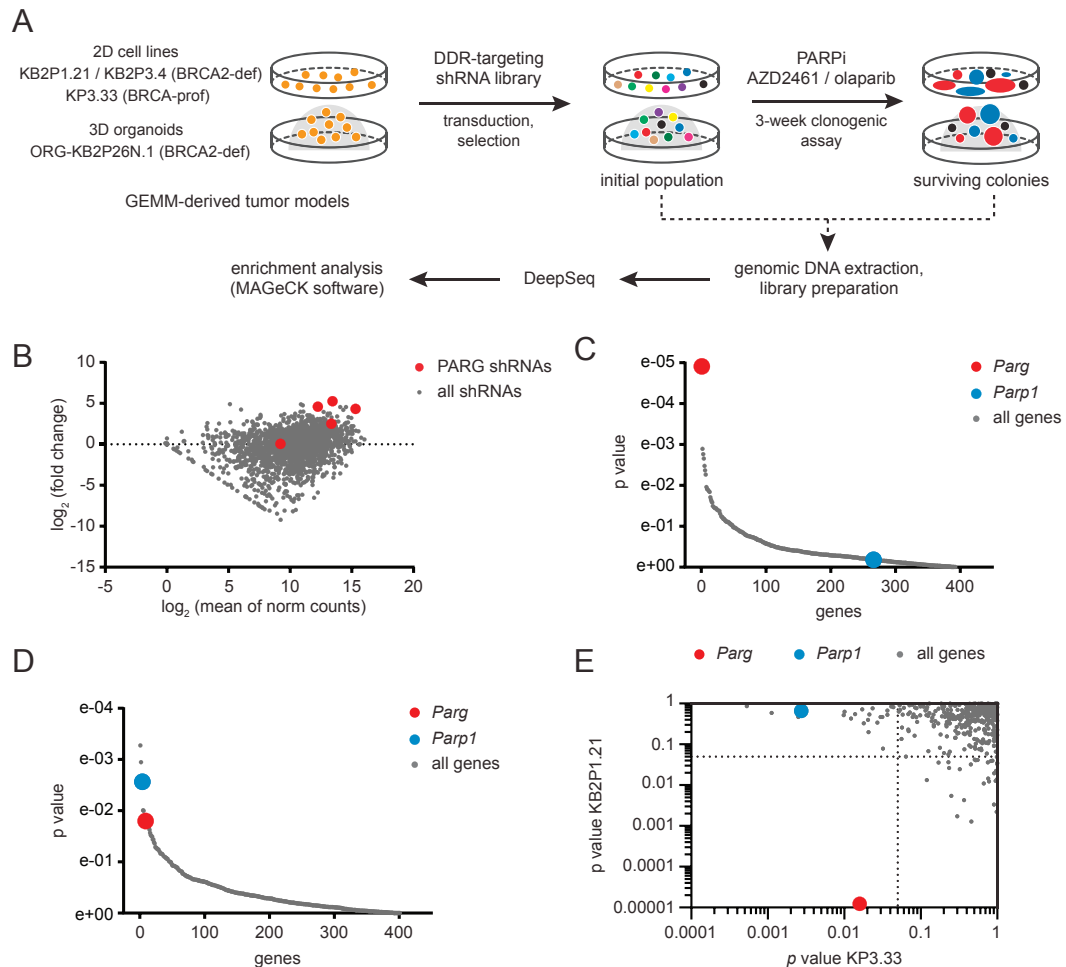 A
2D cell lines
KB2P1.21 / KB2P3.4 (BRCA2-def)
KP3.33 (BRCA-prof)
3D organoids
ORG-KB2P26N.1 (BRCA2-def)
GEMM-derived tumor models
DDR-targeting
shRNA library
transduction,
selection
initial population
PARPi
AZD2461 / olaparib
3-week clonogenic
assay
surviving colonies
genomic DNA extraction,
library preparation
DeepSeq
enrichment analysis
(MAGeCK software)
B
10
5
0
-5
-10
-15
log2 (fold change)
-5
0
5
10
15
20
log2 (mean of norm counts)
PARG shRNAs
all shRNAs
C
e-05
e-04
e-03
e-02
e-01
e+00
p value
0
100
200
300
400
genes
Parg
Parp1
all genes
D
e-04
e-03
e-02
e-01
e+00
p value
0
100
200
300
400
genes
Parg
Parp1
all genes
E
Parg
Parp1
all genes
1
0.1
0.01
0.001
0.0001
0.00001
p value KB2P1.21
0.0001
0.001
0.01
0.1
1
p value KP3.33